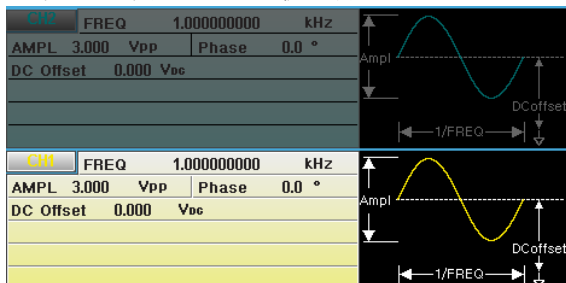 CH2 FREQ 1.000000000 kHz
AMPL 3.000 Vpp Phase 0.0 °
DC Offset 0.000 VDC
Ampl
DCoffset
1/FREQ
CH1 FREQ 1.000000000 kHz
AMPL 3.000 Vpp Phase 0.0 °
DC Offset 0.000 VDC
Ampl
DCoffset
1/FREQ